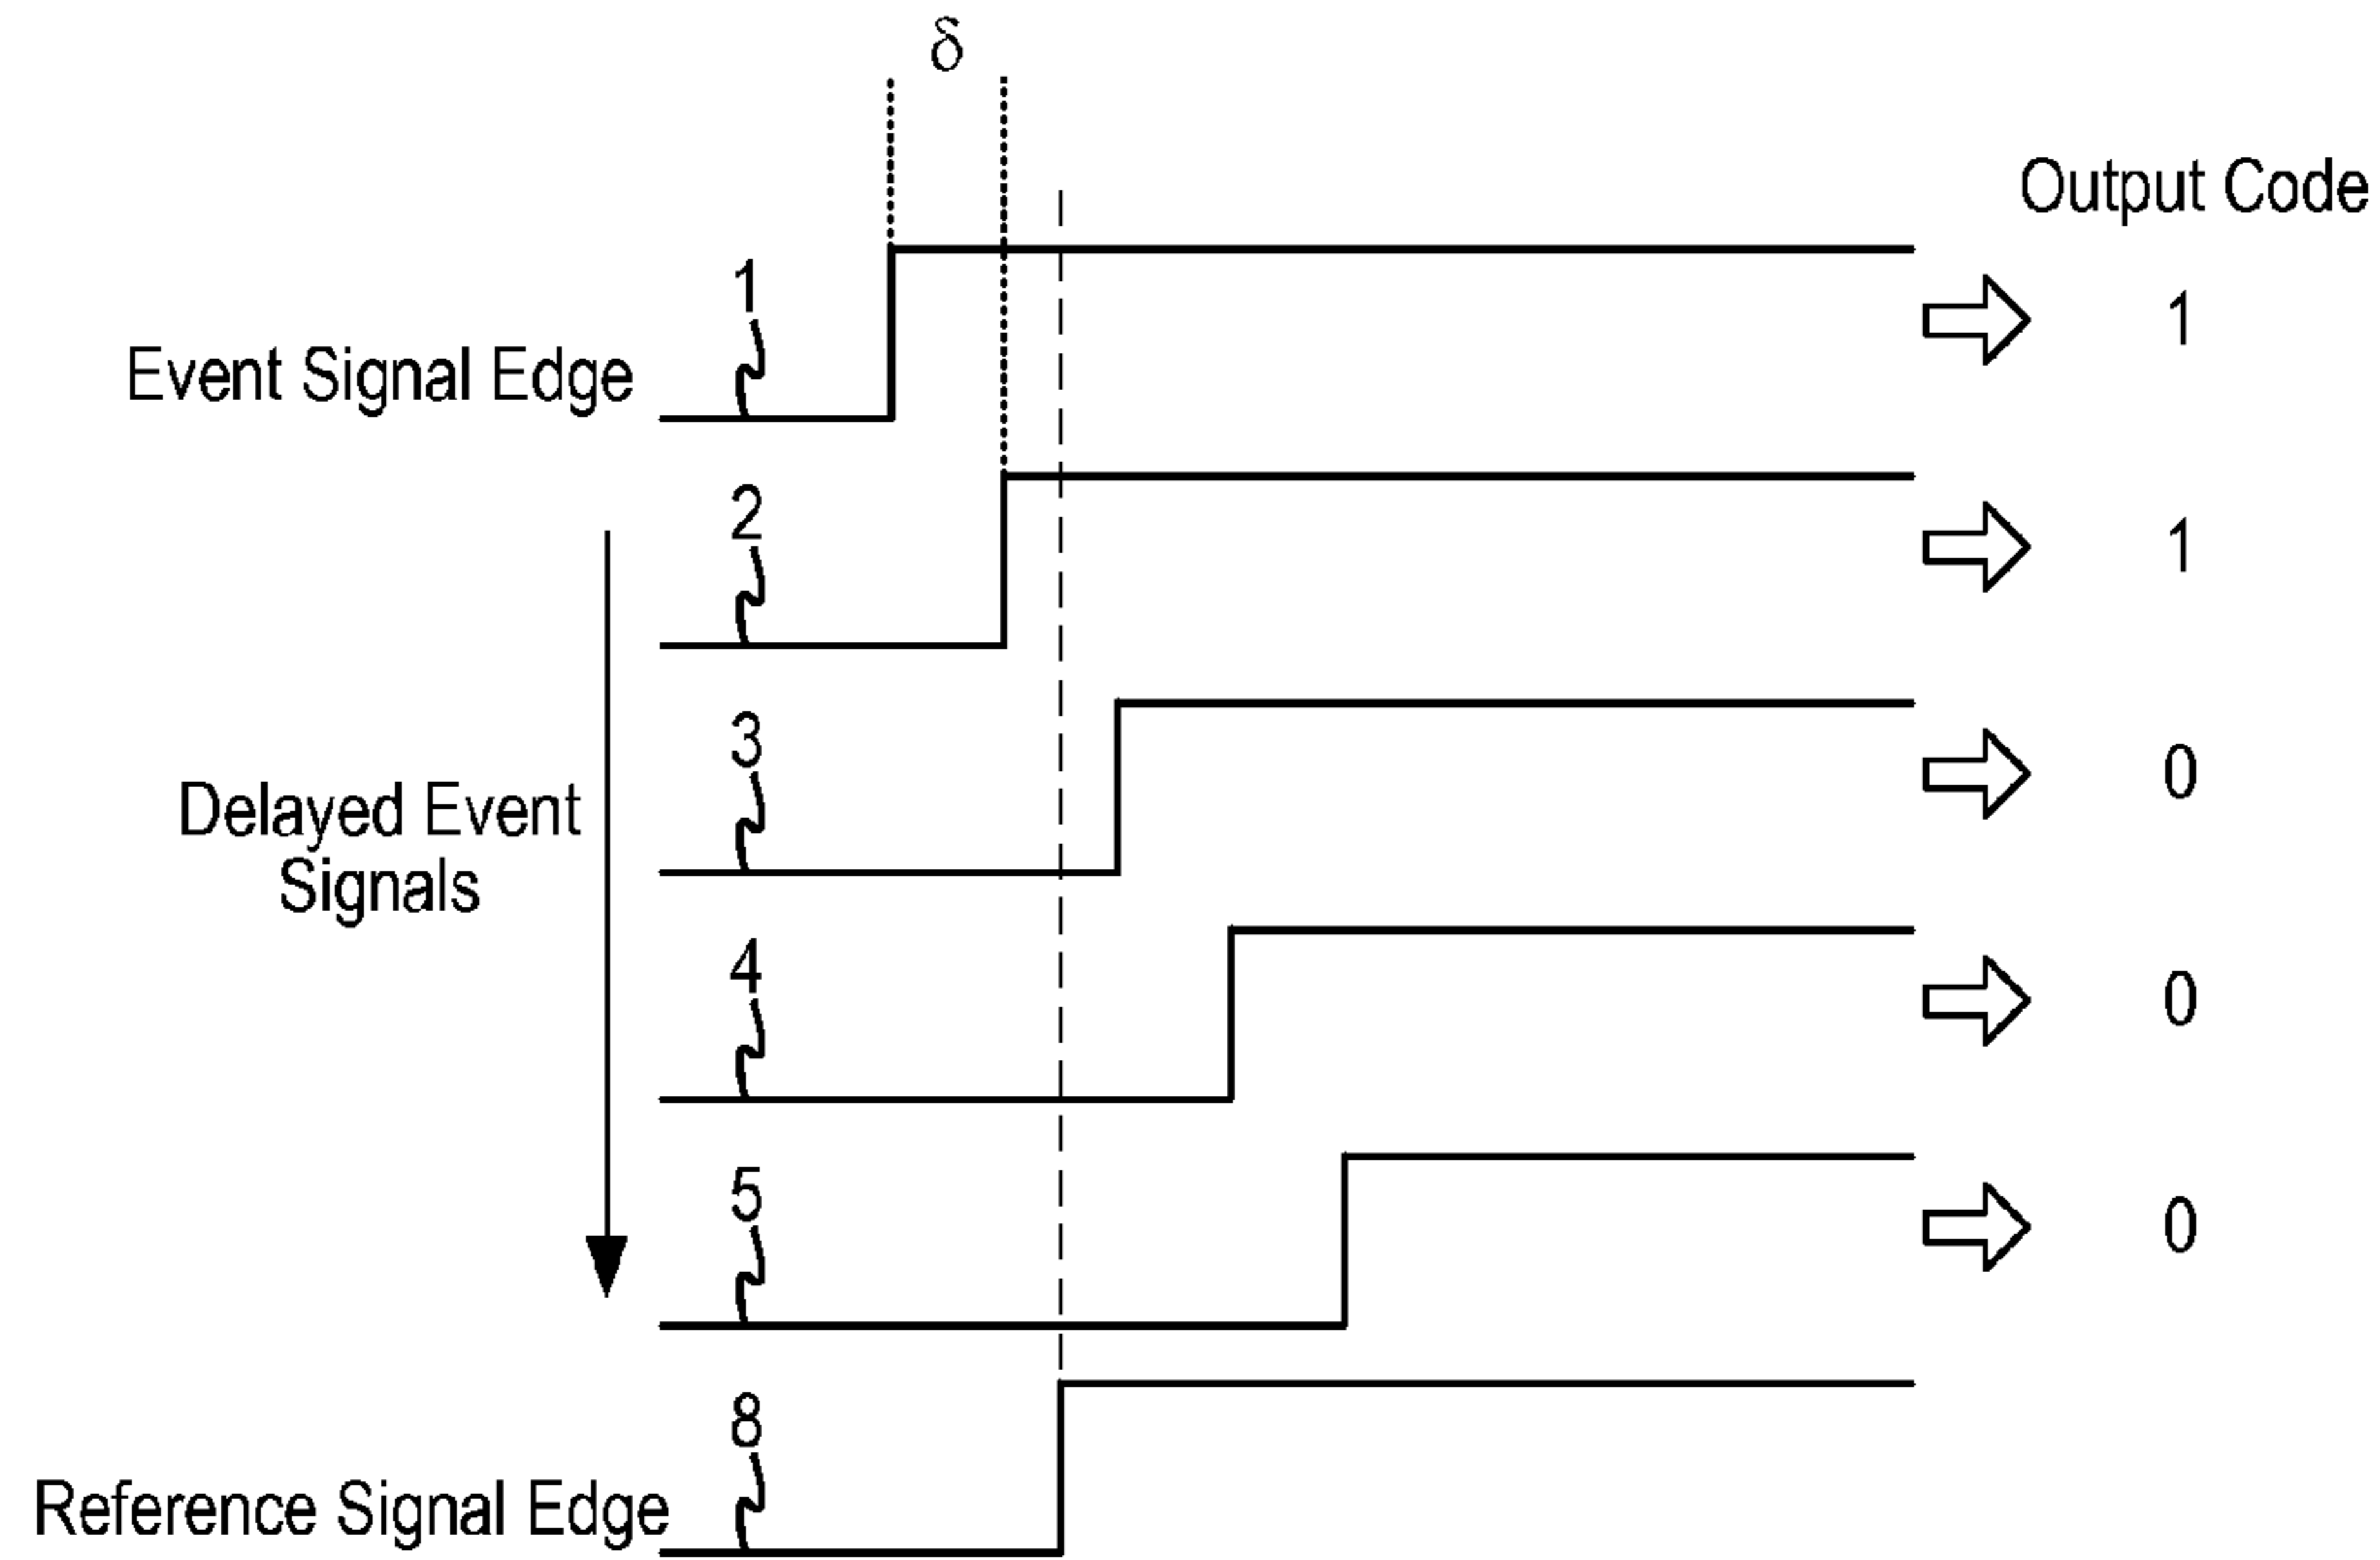 δ
Output Code
1
Event Signal Edge
1
2
1
3
Delayed Event
Signals
0
4
0
5
0
8
Reference Signal Edge